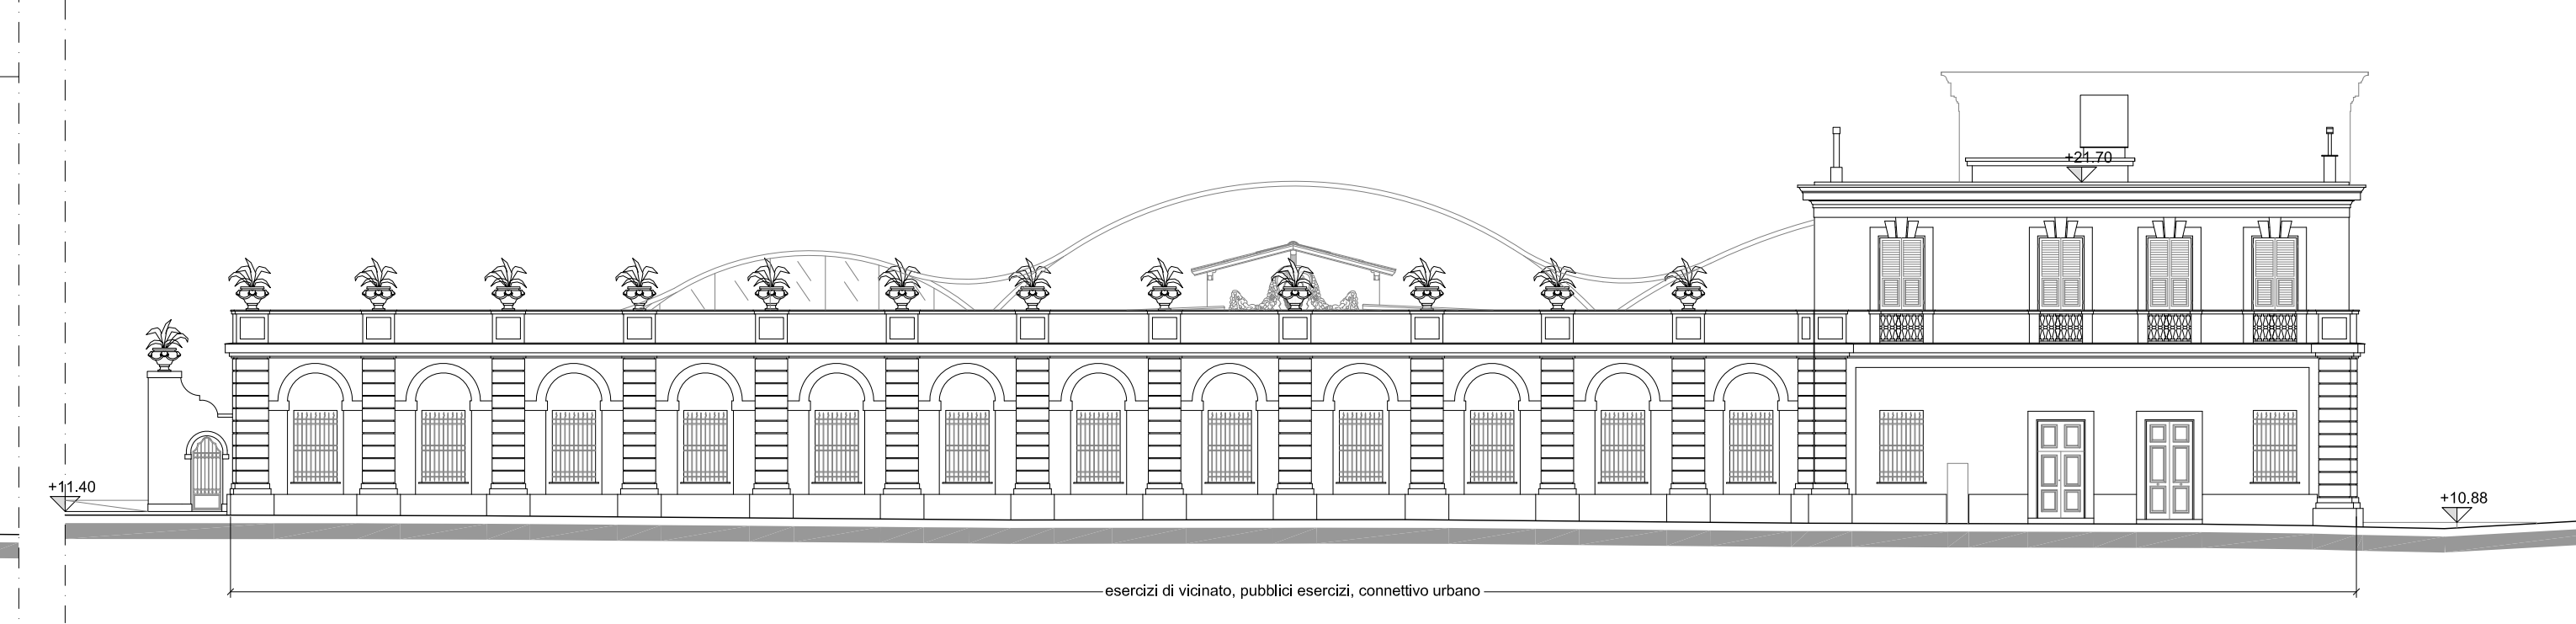 +21.70
+11.40
+10.88
esercizi di vicinato, pubblici esercizi, connettivo urbano